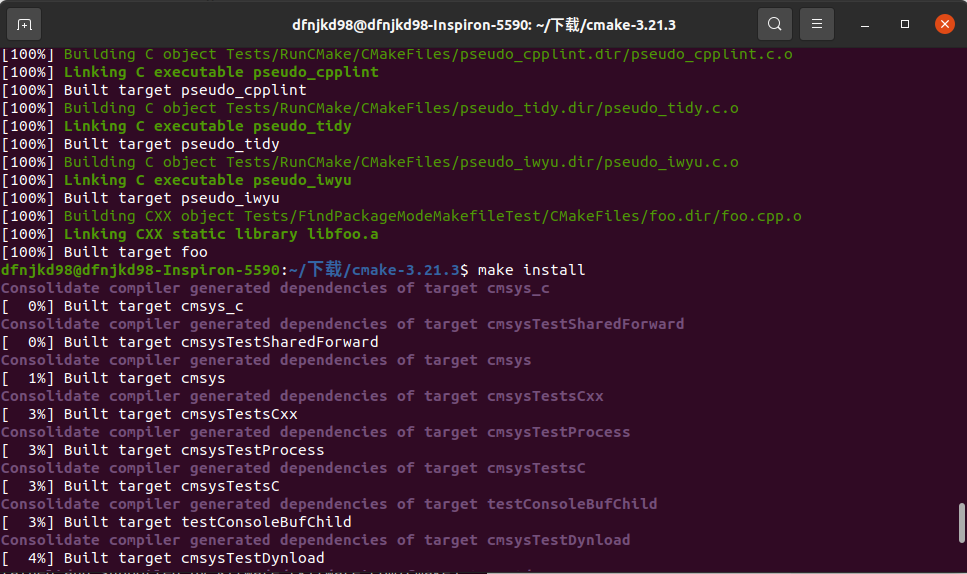 dfnjkd98@dfnjkd98-Inspiron-5590: ~/下载/cmake-3.21.3
[100%] Building C object Tests/RunCMake/CMakeFiles/pseudo_cpplint.dir/pseudo_cpplint.c.o
[100%] Linking C executable pseudo_cpplint
[100%] Built target pseudo_cpplint
[100%] Building C object Tests/RunCMake/CMakeFiles/pseudo_tidy.dir/pseudo_tidy.c.o
[100%] Linking C executable pseudo_tidy
[100%] Built target pseudo_tidy
[100%] Building C object Tests/RunCMake/CMakeFiles/pseudo_iwyu.dir/pseudo_iwyu.c.o
[100%] Linking C executable pseudo_iwyu
[100%] Built target pseudo_iwyu
[100%] Building CXX object Tests/FindPackageModeMakefileTest/CMakeFiles/foo.dir/foo.cpp.o
[100%] Linking CXX static library libfoo.a
[100%] Built target foo
dfnjkd98@dfnjkd98-Inspiron-5590:~/下载/cmake-3.21.3$ make install
Consolidate compiler generated dependencies of target cmsys_c
[  0%] Built target cmsys_c
Consolidate compiler generated dependencies of target cmsysTestSharedForward
[  0%] Built target cmsysTestSharedForward
Consolidate compiler generated dependencies of target cmsys
[  1%] Built target cmsys
Consolidate compiler generated dependencies of target cmsysTestsCxx
[  3%] Built target cmsysTestsCxx
Consolidate compiler generated dependencies of target cmsysTestProcess
[  3%] Built target cmsysTestProcess
Consolidate compiler generated dependencies of target cmsysTestsC
[  3%] Built target cmsysTestsC
Consolidate compiler generated dependencies of target testConsoleBufChild
[  3%] Built target testConsoleBufChild
Consolidate compiler generated dependencies of target cmsysTestDynload
[  4%] Built target cmsysTestDynload